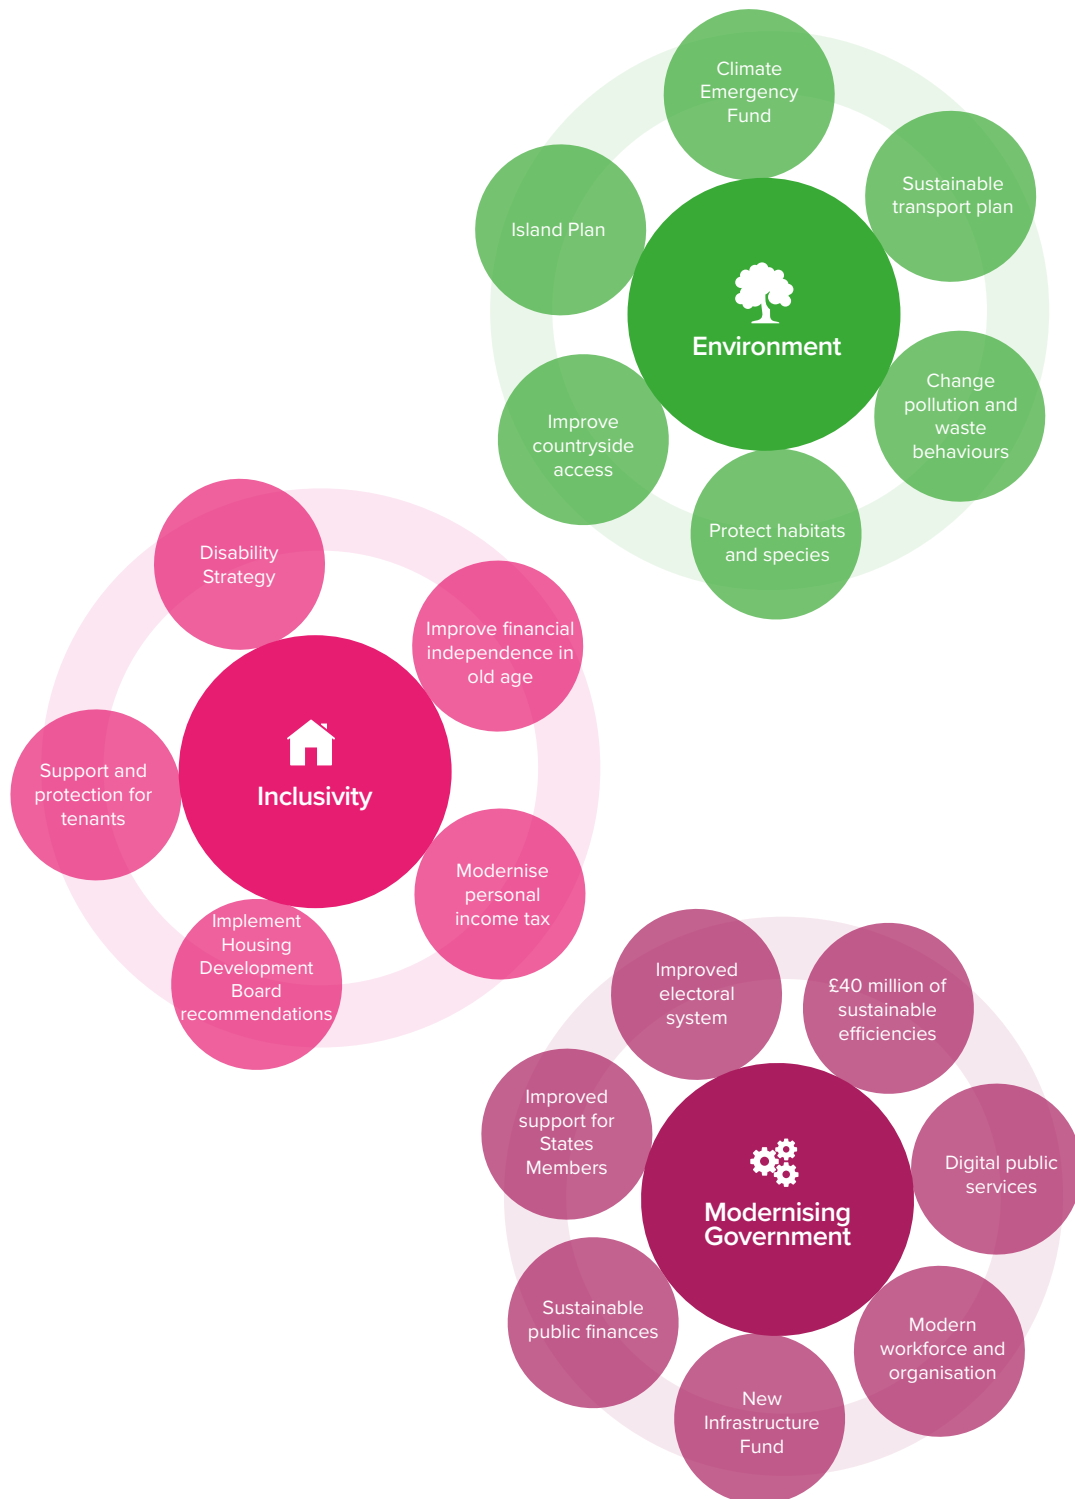 Climate
Emergency
Fund
Sustainable
transport plan
Island Plan
Environment
Change
pollution and
waste
behaviours
Improve
countryside
access
Protect habitats
and species
Disability
Strategy
Improve financial
independence in
old age
Support and
protection for
tenants
Inclusivity
Modernise
personal
income tax
Implement
Housing
Development
Board
recommendations
Improved
electoral
system
£40 million of
sustainable
efficiencies
Improved
support for
States
Members
Digital public
services
Modernising
Government
Sustainable
public finances
Modern
workforce and
organisation
New
Infrastructure
Fund